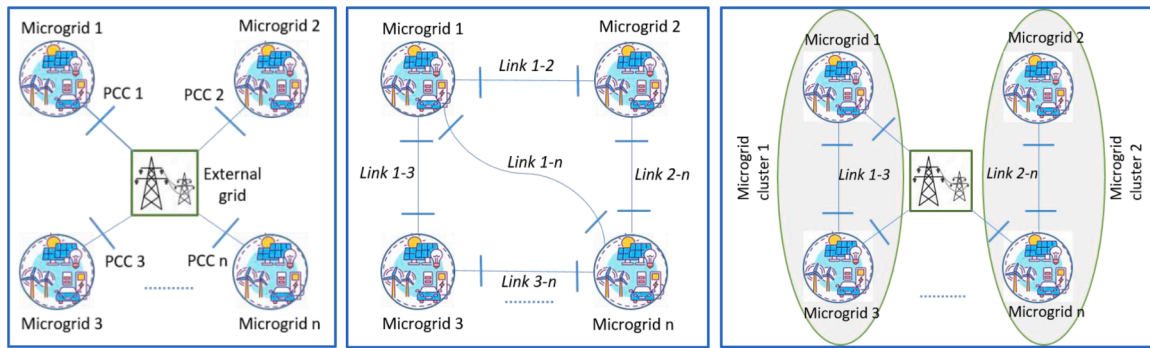 Microgrid 1
Microgrid 2
PCC 1
PCC 2
External
grid
PCC 3
PCC n
............
Microgrid 3
Microgrid n
Microgrid 1
Microgrid 2
Link 1-2
Link 1-n
Link 1-3
Link 2-n
Link 3-n
............
Microgrid 3
Microgrid n
Microgrid 1
Microgrid 2
Microgrid
cluster 1
Link 1-3
Link 2-n
Microgrid
cluster 2
............
Microgrid 3
Microgrid n